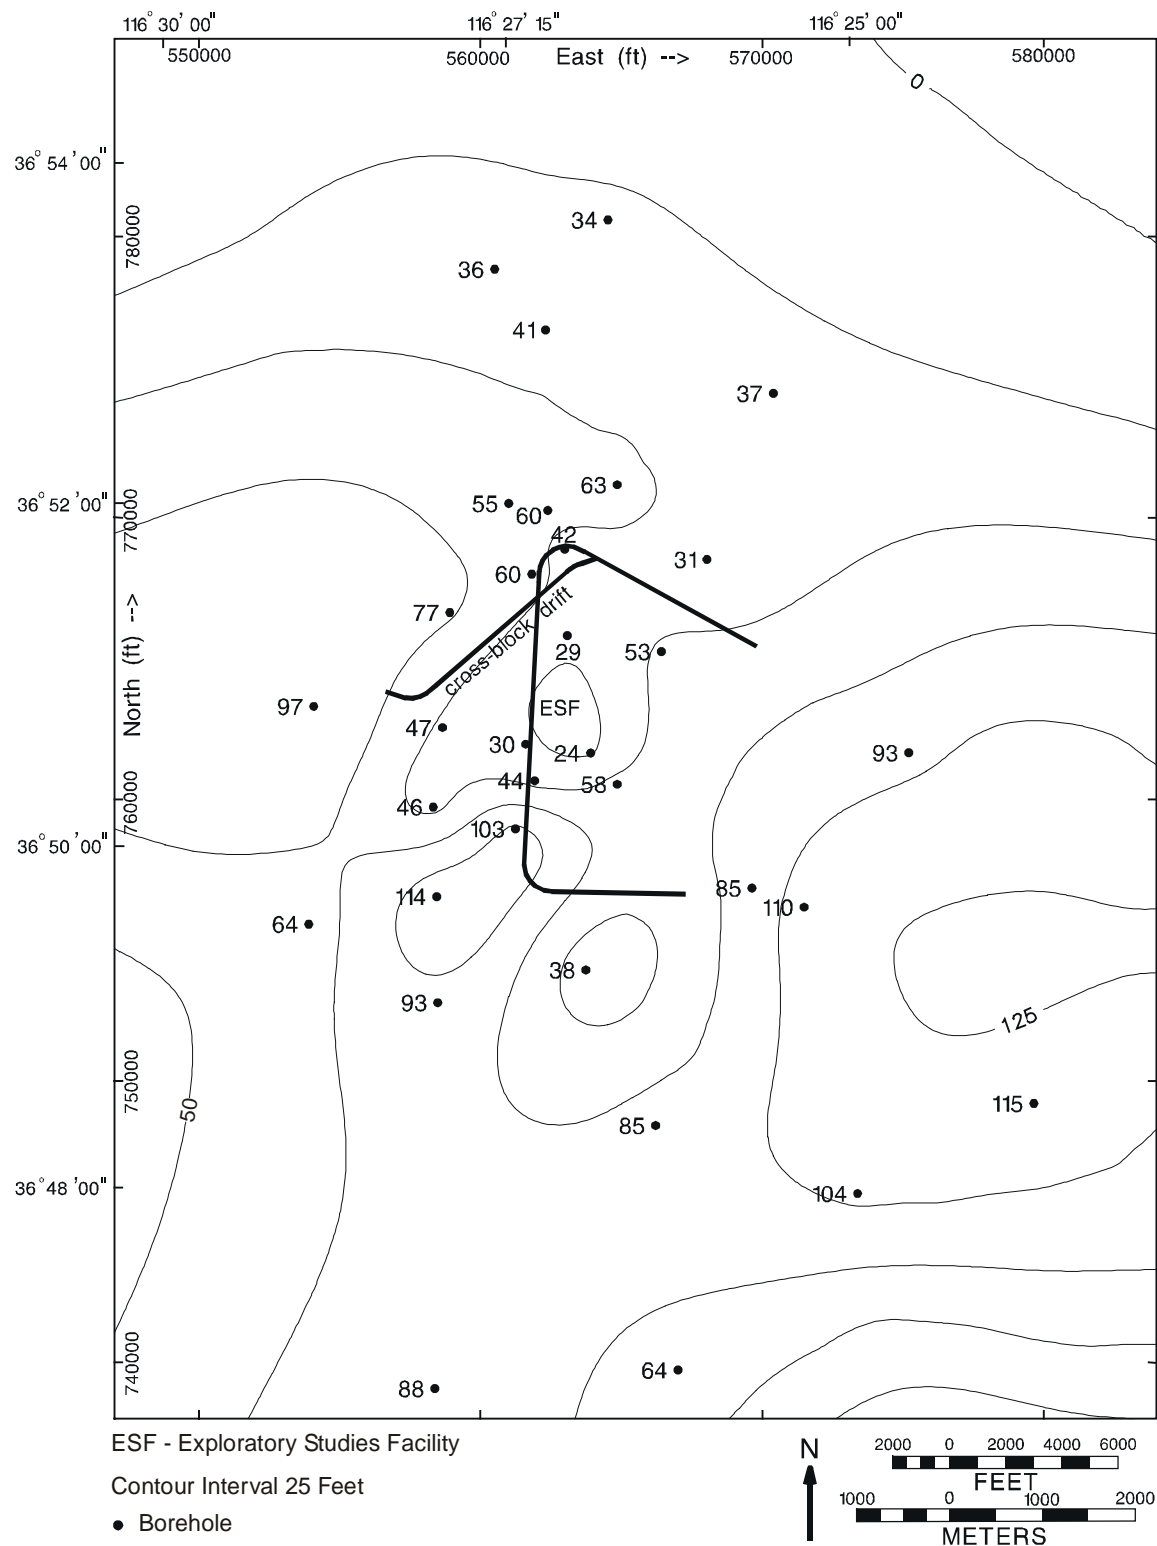 116° 30 ' 00"
116° 27 ' 15"
116° 25 ' 00"
550000
560000
East (ft) -->
570000
580000
0
36° 54 ' 00"
780000
34
36
41
37
63
36° 52 ' 00"
770000
55
60
42
31
60
77
cross-block drift
29
53
North (ft) -->
97
ESF
47
30
24
93
44
58
760000
46
103
36° 50 ' 00"
85
114
110
64
38
93
125
750000
50
115
85
36° 48 ' 00"
104
740000
64
88
ESF - Exploratory Studies Facility
Contour Interval 25 Feet
Borehole
N
2000 0 2000 4000 6000
FEET
1000 0 1000 2000
METERS